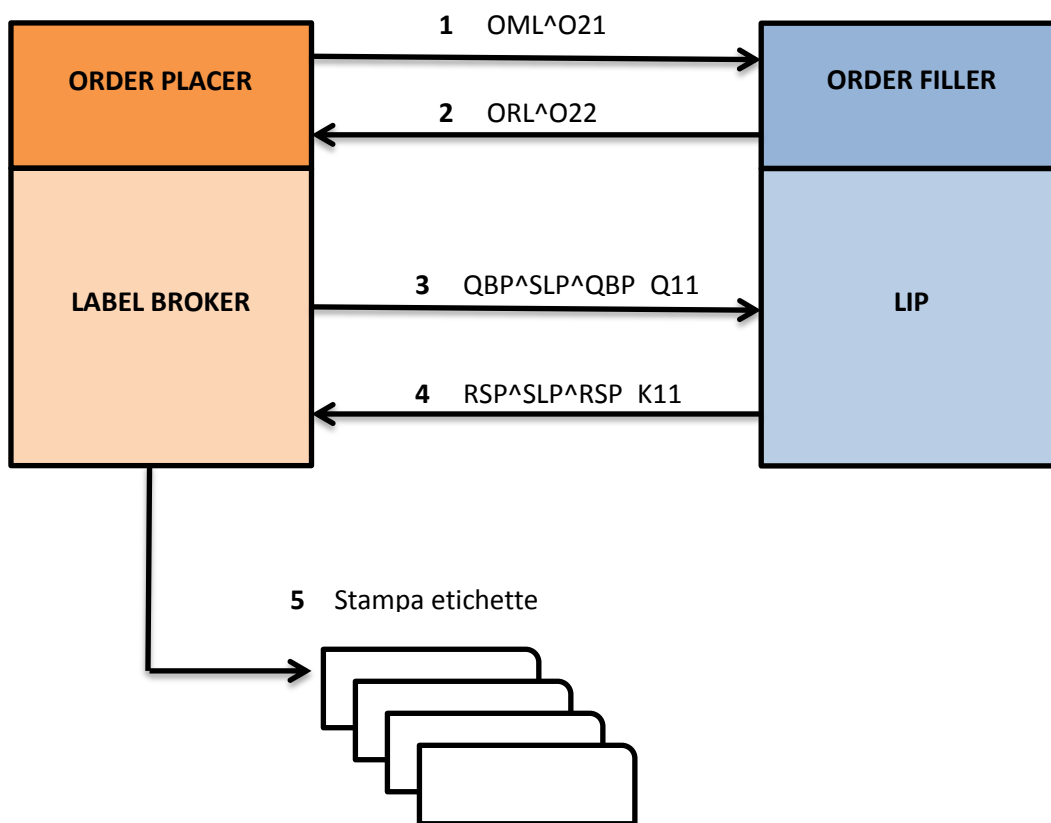 1 OML^O21
ORDER PLACER
ORDER FILLER
2 ORL^O22
3 QBP^SLP^QBP Q11
LABEL BROKER
LIP
4 RSP^SLP^RSP K11
5 Stampa etichette